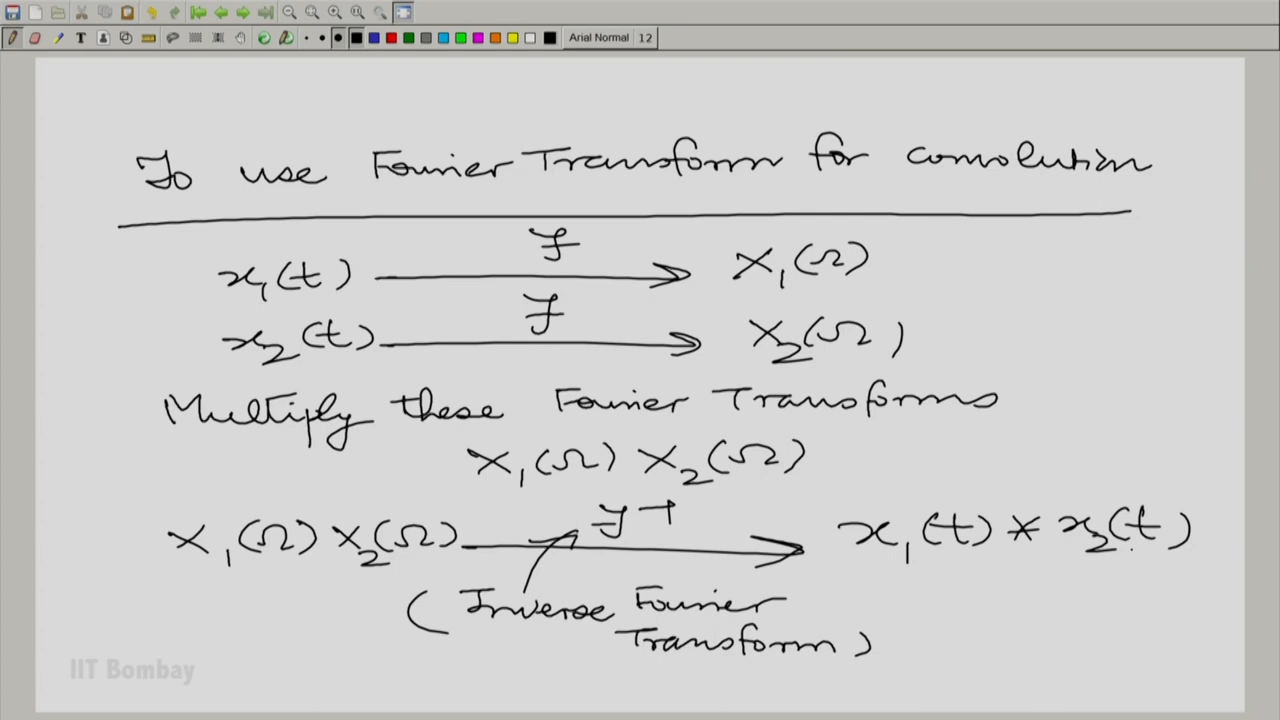 Arial Normal 12
To use Fourier Transform for convolution
x₁(t) ℱ X₁(Ω)
x₂(t) ℱ X₂(Ω)
Multiply these Fourier Transforms
X₁(Ω) X₂(Ω)
X₁(Ω) X₂(Ω) ℱ⁻¹ x₁(t) * x₂(t)
(Inverse Fourier
Transform)
IIT Bombay